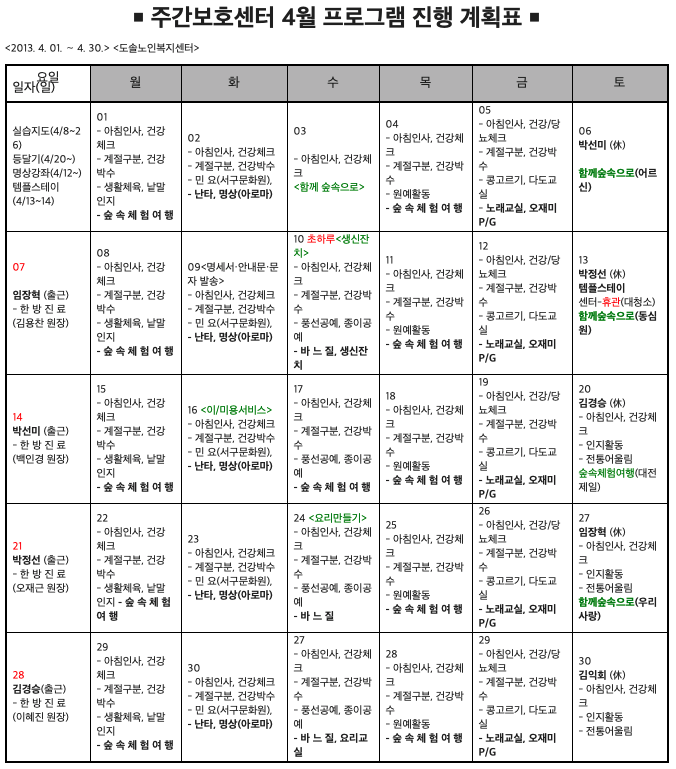 ▪ 주간보호센터 4월 프로그램 진행 계획표 ▪
<2013. 4. 01. ~ 4. 30.> <도솔노인복지센터>
요일
일자(일)
월
화
수
목
금
토
실습지도(4/8~2
6)
등달기(4/20~)
명상강좌(4/12~)
템플스테이
(4/13~14)
01
- 아침인사, 건강
체크
- 계절구분, 건강
박수
- 생활체육, 낱말
인지
- 숲 속 체 험 여 행
02
- 아침인사, 건강체크
- 계절구분, 건강박수
- 민 요(서구문화원),
- 난타, 명상(아로마)
03
- 아침인사, 건강체
크
<함께 숲속으로>
04
- 아침인사, 건강체
크
- 계절구분, 건강박
수
- 원예활동
- 숲 속 체 험 여 행
05
- 아침인사, 건강/당
뇨체크
- 계절구분, 건강박
수
- 콩고르기, 다도교
실
- 노래교실, 오재미
P/G
06
박선미 (休)
함께숲속으로(어르
신)
07
임장혁 (출근)
- 한 방 진 료
(김용찬 원장)
08
- 아침인사, 건강
체크
- 계절구분, 건강
박수
- 생활체육, 낱말
인지
- 숲 속 체 험 여 행
09<명세서·안내문·문
자 발송>
- 아침인사, 건강체크
- 계절구분, 건강박수
- 민 요(서구문화원),
- 난타, 명상(아로마)
10 초하루<생신잔
치>
- 아침인사, 건강체
크
- 계절구분, 건강박
수
- 풍선공예, 종이공
예
- 바 느 질, 생신잔
치
11
- 아침인사, 건강체
크
- 계절구분, 건강박
수
- 원예활동
- 숲 속 체 험 여 행
12
- 아침인사, 건강/당
뇨체크
- 계절구분, 건강박
수
- 콩고르기, 다도교
실
- 노래교실, 오재미
P/G
13
박정선 (休)
템플스테이
센터-휴관(대청소)
함께숲속으로(동심
원)
14
박선미 (출근)
- 한 방 진 료
(백인경 원장)
15
- 아침인사, 건강
체크
- 계절구분, 건강
박수
- 생활체육, 낱말
인지
- 숲 속 체 험 여 행
16 <이/미용서비스>
- 아침인사, 건강체크
- 계절구분, 건강박수
- 민 요(서구문화원),
- 난타, 명상(아로마)
17
- 아침인사, 건강체
크
- 계절구분, 건강박
수
- 풍선공예, 종이공
예
- 숲 속 체 험 여 행
18
- 아침인사, 건강체
크
- 계절구분, 건강박
수
- 원예활동
- 숲 속 체 험 여 행
19
- 아침인사, 건강/당
뇨체크
- 계절구분, 건강박
수
- 콩고르기, 다도교
실
- 노래교실, 오재미
P/G
20
김경승 (休)
- 아침인사, 건강체
크
- 인지활동
- 전통어울림
숲속체험여행(대전
제일)
21
박정선 (출근)
- 한 방 진 료
(오재근 원장)
22
- 아침인사, 건강
체크
- 계절구분, 건강
박수
- 생활체육, 낱말
인지 - 숲 속 체 험
여 행
23
- 아침인사, 건강체크
- 계절구분, 건강박수
- 민 요(서구문화원),
- 난타, 명상(아로마)
24 <요리만들기>
- 아침인사, 건강체
크
- 계절구분, 건강박
수
- 풍선공예, 종이공
예
- 바 느 질
25
- 아침인사, 건강체
크
- 계절구분, 건강박
수
- 원예활동
- 숲 속 체 험 여 행
26
- 아침인사, 건강/당
뇨체크
- 계절구분, 건강박
수
- 콩고르기, 다도교
실
- 노래교실, 오재미
P/G
27
임장혁 (休)
- 아침인사, 건강체
크
- 인지활동
- 전통어울림
함께숲속으로(우리
사랑)
28
김경승(출근)
- 한 방 진 료
(이혜진 원장)
29
- 아침인사, 건강
체크
- 계절구분, 건강
박수
- 생활체육, 낱말
인지
- 숲 속 체 험 여 행
30
- 아침인사, 건강체크
- 계절구분, 건강박수
- 민 요(서구문화원),
- 난타, 명상(아로마)
27
- 아침인사, 건강체
크
- 계절구분, 건강박
수
- 풍선공예, 종이공
예
- 바 느 질, 요리교
실
28
- 아침인사, 건강체
크
- 계절구분, 건강박
수
- 원예활동
- 숲 속 체 험 여 행
29
- 아침인사, 건강/당
뇨체크
- 계절구분, 건강박
수
- 콩고르기, 다도교
실
- 노래교실, 오재미
P/G
30
김익회 (休)
- 아침인사, 건강체
크
- 인지활동
- 전통어울림